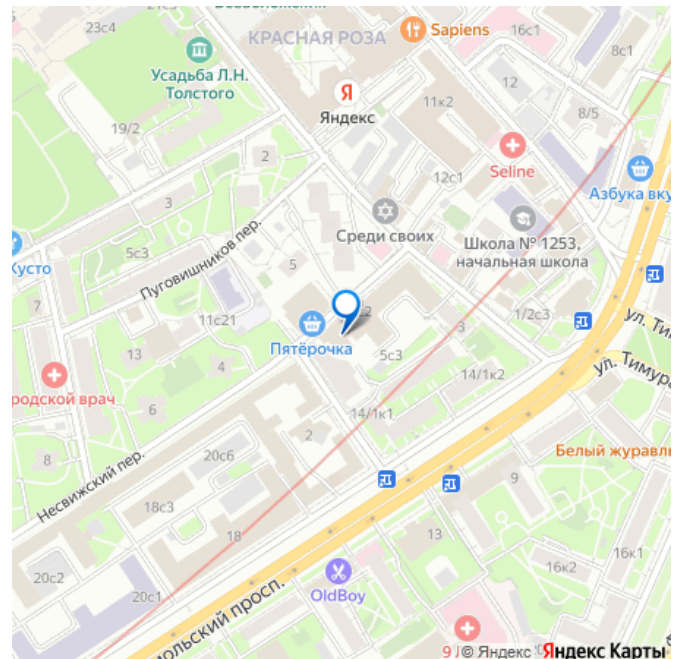 23с4
КРАСНАЯ РОЗА
Sapiens
16с1
8с1
Усадьба Л.Н.
Толстого
Я
Яндекс
11к2
12
8/5
19/2
2
Seline
12с1
Азбука вку
3
Среди своих
Школа № 1253,
начальная школа
Кусто
5с3
Пуговишников пер.
5
7
11с21
Пятёрочка
2
5с3
3
1/2с3
ул. Ти
ул. Тимур
13
4
14/1к2
родской врач
6
14/1к1
2
8
Несвижский пер.
20с6
Белый журавль
18с3
18
9
13
20с2
20с1
мольский просп.
OldBoy
16к2
16к1
9
© Яндекс Яндекс Карты